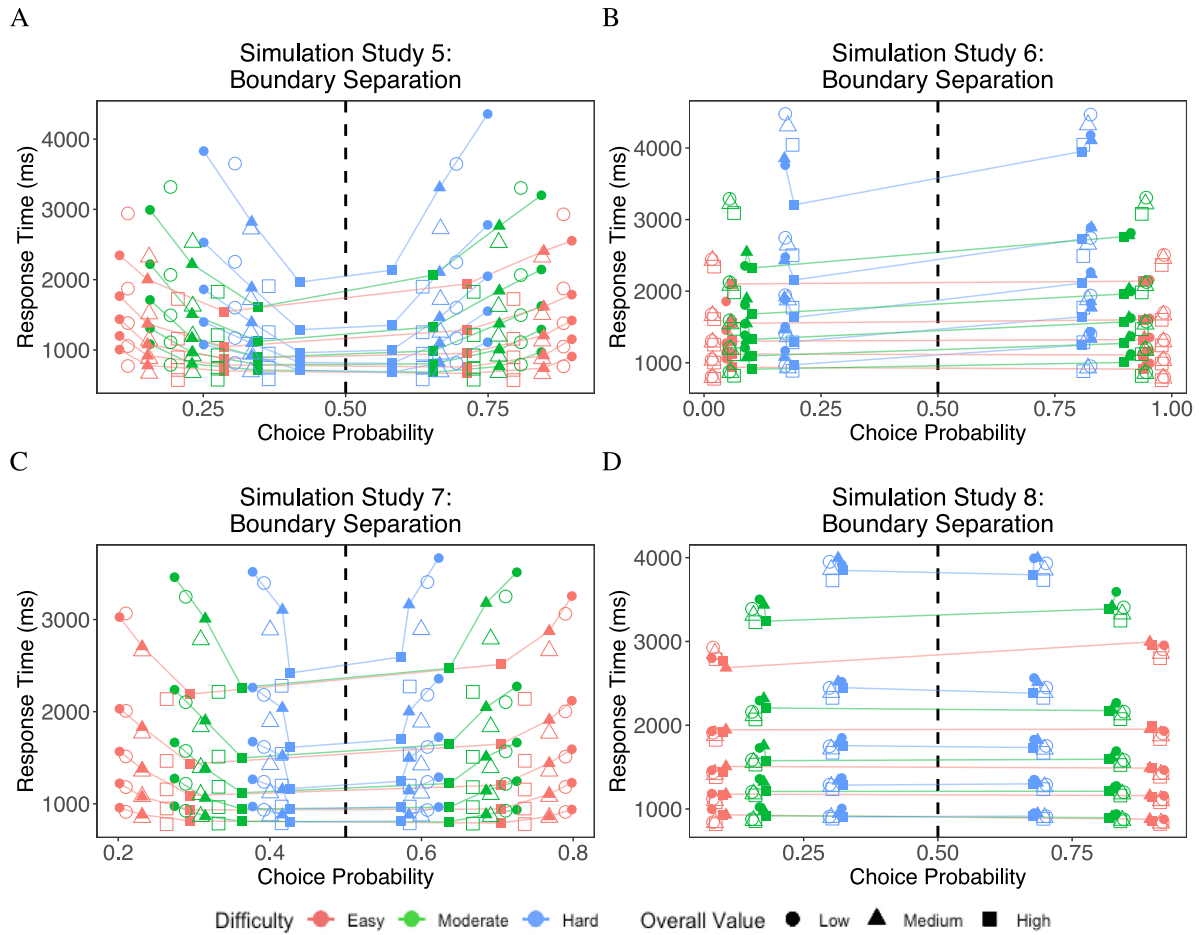 A
Simulation Study 5:
Boundary Separation
Response Time (ms)
4000
3000
2000
1000
0.25
0.50
0.75
Choice Probability
B
Simulation Study 6:
Boundary Separation
Response Time (ms)
4000
3000
2000
1000
0.00
0.25
0.50
0.75
1.00
Choice Probability
C
Simulation Study 7:
Boundary Separation
Response Time (ms)
3000
2000
1000
0.2
0.4
0.6
0.8
Choice Probability
D
Simulation Study 8:
Boundary Separation
Response Time (ms)
4000
3000
2000
1000
0.25
0.50
0.75
Choice Probability
Difficulty Easy Moderate Hard Overall Value Low Medium High